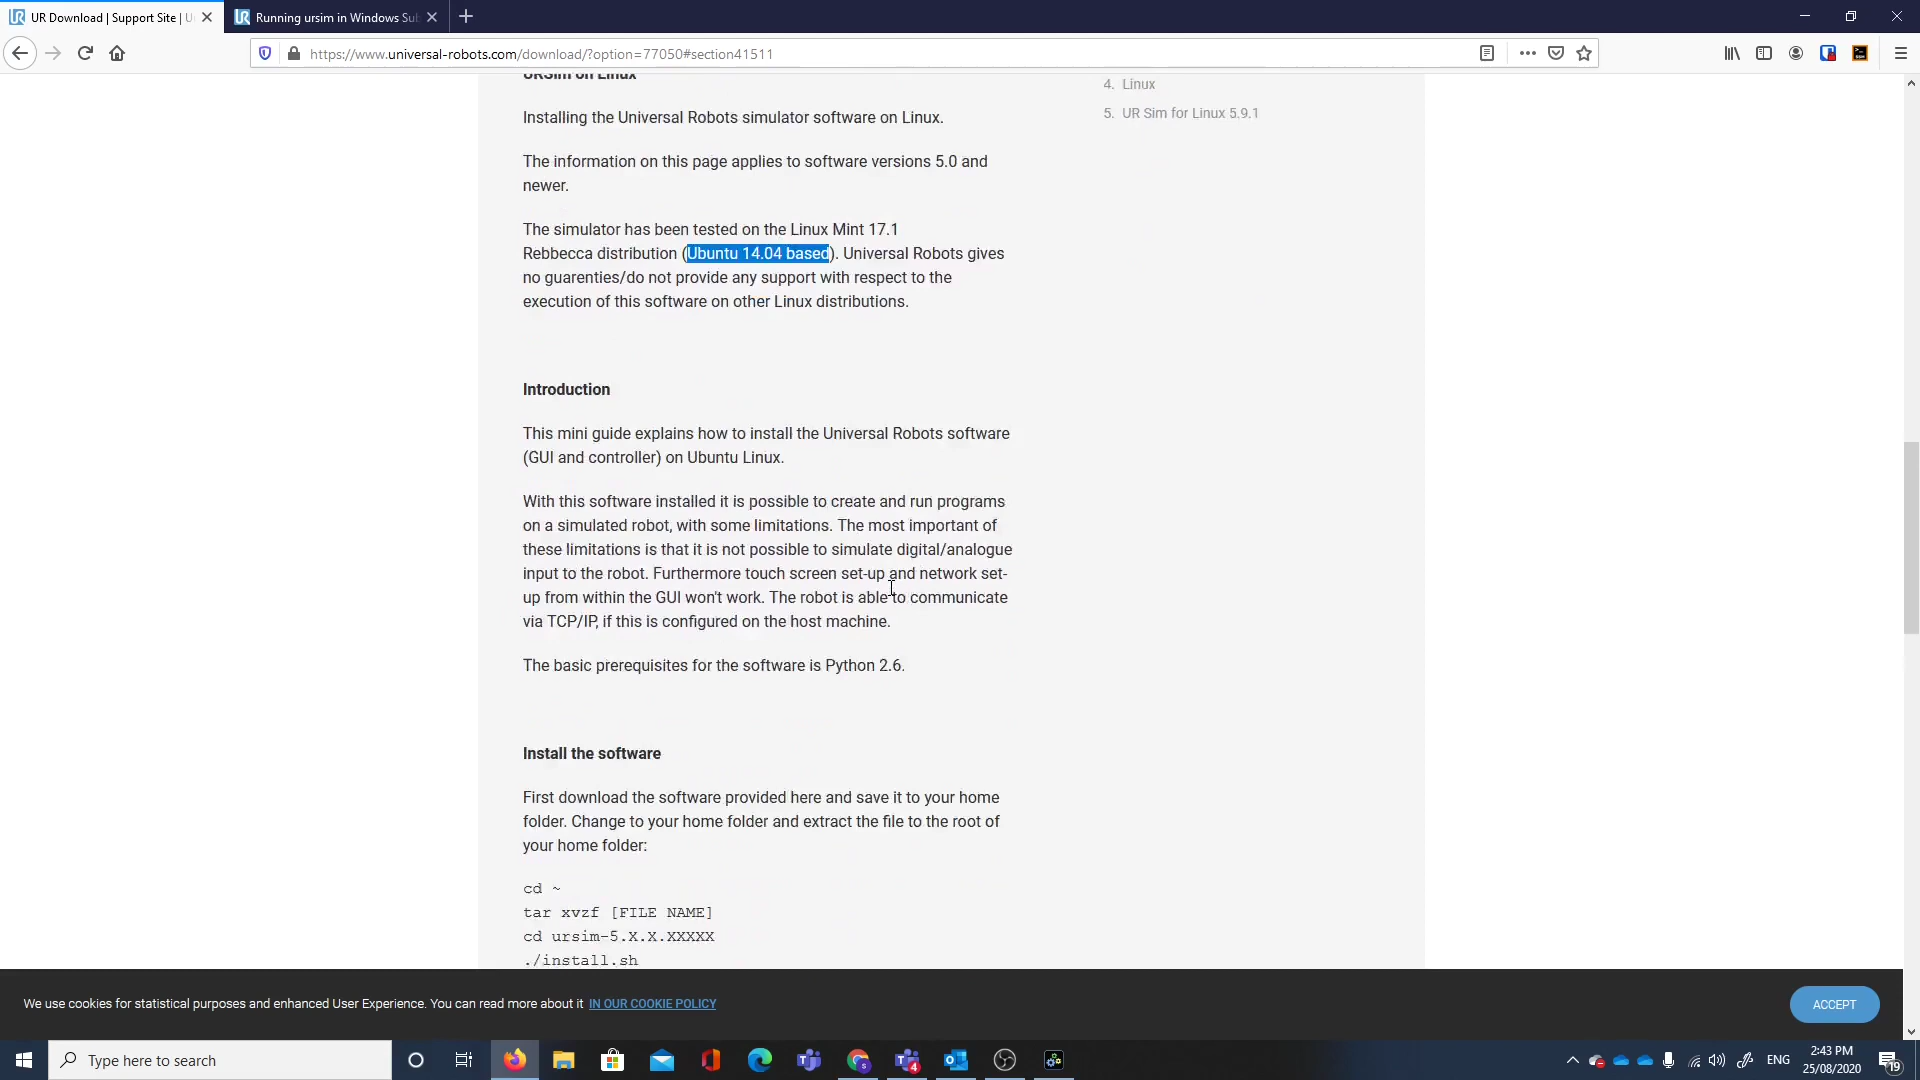 UR Download | Support Site | U
Running ursim in Windows Sub
https://www.universal-robots.com/download/?option=77050#section41511
URSim on Linux
4. Linux
5. UR Sim for Linux 5.9.1
Installing the Universal Robots simulator software on Linux.
The information on this page applies to software versions 5.0 and
newer.
The simulator has been tested on the Linux Mint 17.1
Rebbecca distribution (Ubuntu 14.04 based). Universal Robots gives
no guarenties/do not provide any support with respect to the
execution of this software on other Linux distributions.
Introduction
This mini guide explains how to install the Universal Robots software
(GUI and controller) on Ubuntu Linux.
With this software installed it is possible to create and run programs
on a simulated robot, with some limitations. The most important of
these limitations is that it is not possible to simulate digital/analogue
input to the robot. Furthermore touch screen set-up and network set-
up from within the GUI won't work. The robot is able to communicate
via TCP/IP, if this is configured on the host machine.
The basic prerequisites for the software is Python 2.6.
Install the software
First download the software provided here and save it to your home
folder. Change to your home folder and extract the file to the root of
your home folder:
cd ~
tar xvzf [FILE NAME]
cd ursim-5.X.X.XXXXX
./install.sh
We use cookies for statistical purposes and enhanced User Experience. You can read more about it IN OUR COOKIE POLICY
ACCEPT
Type here to search
4
ENG
2:43 PM
25/08/2020
19